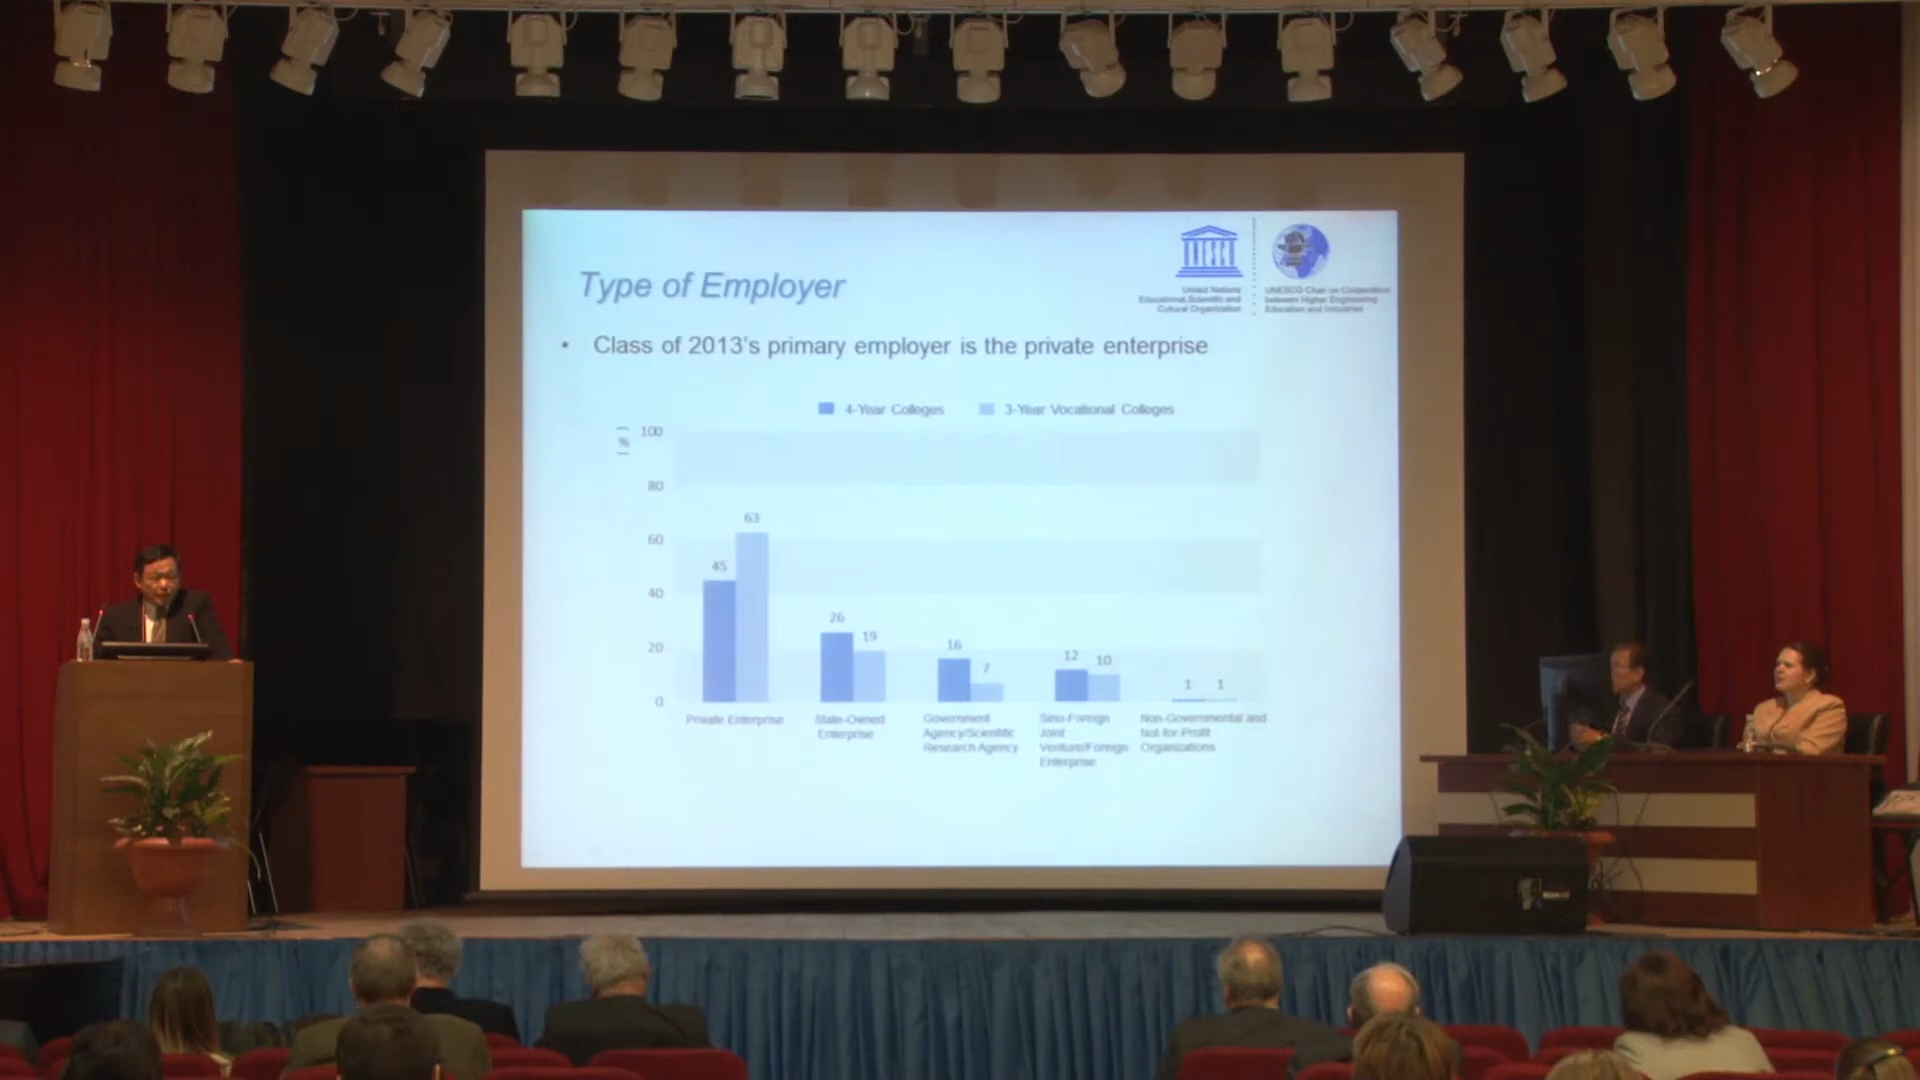 UNESCO
United Nations
Educational, Scientific and
Cultural Organization
UNESCO Chair on Cooperation
between Higher Engineering
Education and Industries
Type of Employer
• Class of 2013's primary employer is the private enterprise
4-Year Colleges
3-Year Vocational Colleges
(%)
100
80
60
40
20
0
45
63
26
19
16
7
12
10
1
1
Private Enterprise
State-Owned
Enterprise
Government
Agency/Scientific
Research Agency
Sino-Foreign
Joint
Venture/Foreign
Enterprise
Non-Governmental and
Not-for-Profit
Organizations